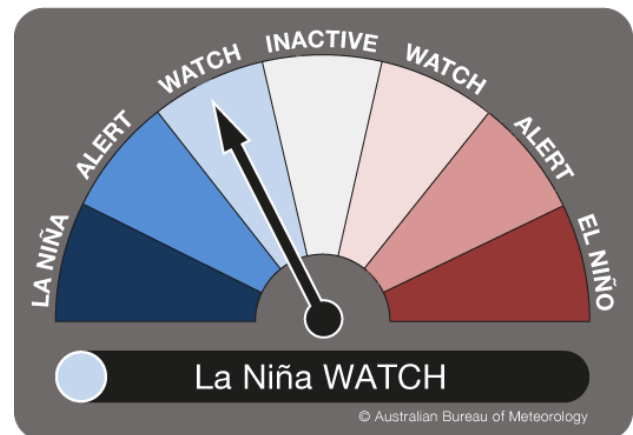 LA NIÑA
ALERT
WATCH
INACTIVE
WATCH
ALERT
EL NIÑO
La Niña WATCH
© Australian Bureau of Meteorology